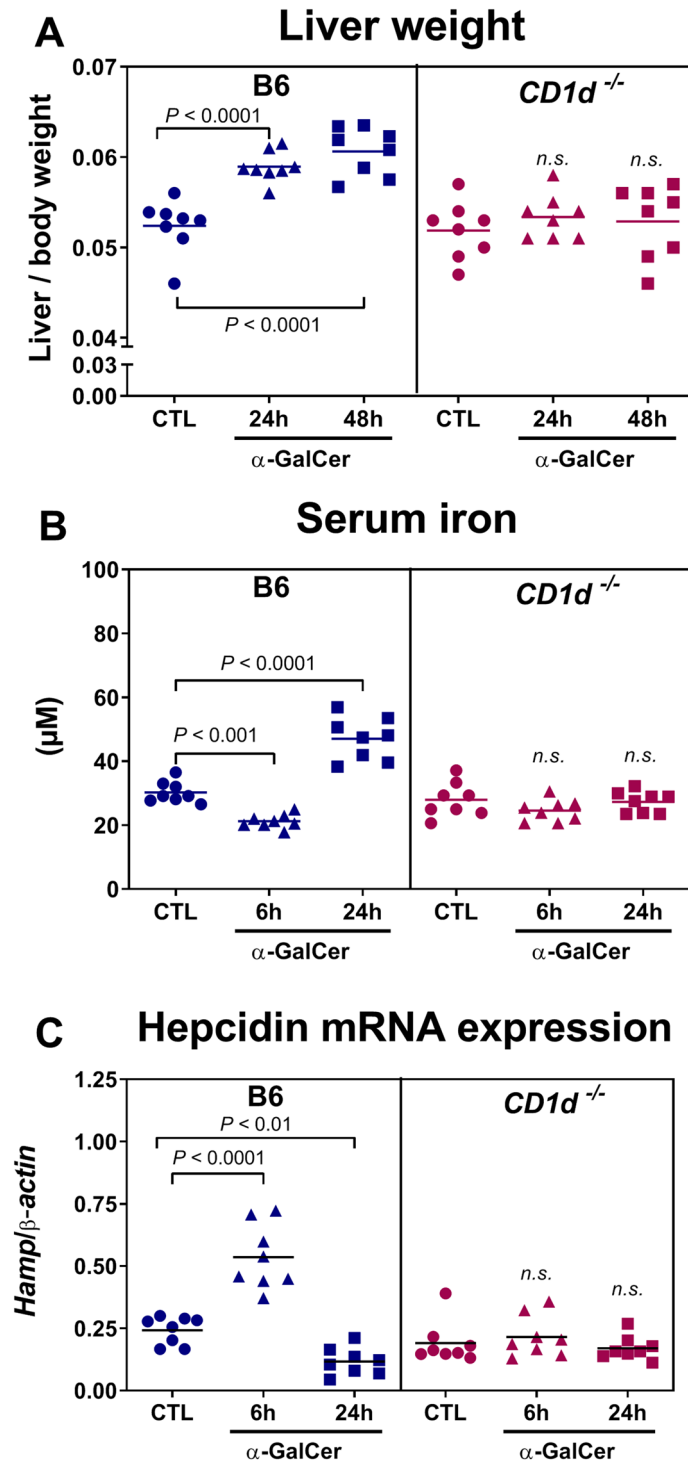 A Liver weight
0.07
B6
CD1d -/-
P < 0.0001
n.s.
n.s.
0.06
Liver / body weight
0.05
P < 0.0001
0.04
0.03
0.00
CTL 24h 48h CTL 24h 48h
α-GalCer α-GalCer
B Serum iron
100
B6
CD1d -/-
80
P < 0.0001
60
(µM)
P < 0.001
n.s.
n.s.
40
20
0
CTL 6h 24h CTL 6h 24h
α-GalCer α-GalCer
C Hepcidin mRNA expression
1.25
B6
CD1d -/-
P < 0.01
1.00
P < 0.0001
0.75
Hamp/β-actin
n.s.
n.s.
0.50
0.25
0.00
CTL 6h 24h CTL 6h 24h
α-GalCer α-GalCer